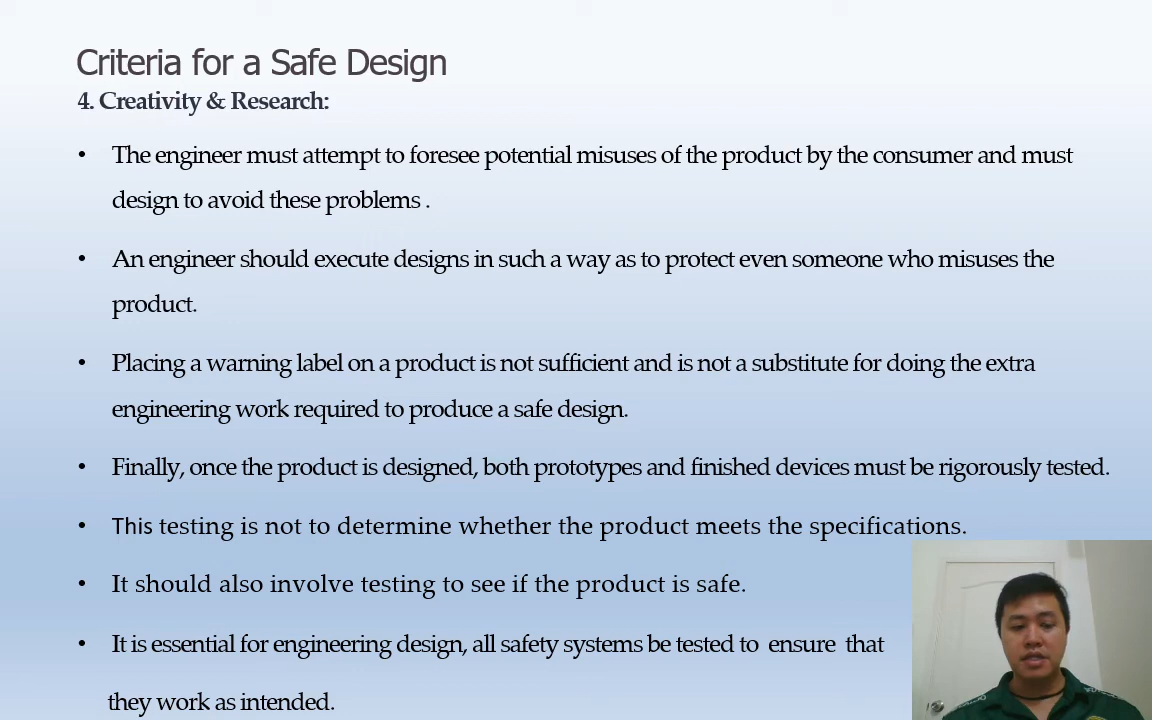 Criteria for a Safe Design
4. Creativity & Research:
• The engineer must attempt to foresee potential misuses of the product by the consumer and must
design to avoid these problems .
• An engineer should execute designs in such a way as to protect even someone who misuses the
product.
• Placing a warning label on a product is not sufficient and is not a substitute for doing the extra
engineering work required to produce a safe design.
• Finally, once the product is designed, both prototypes and finished devices must be rigorously tested.
• This testing is not to determine whether the product meets the specifications.
• It should also involve testing to see if the product is safe.
• It is essential for engineering design, all safety systems be tested to ensure that
they work as intended.